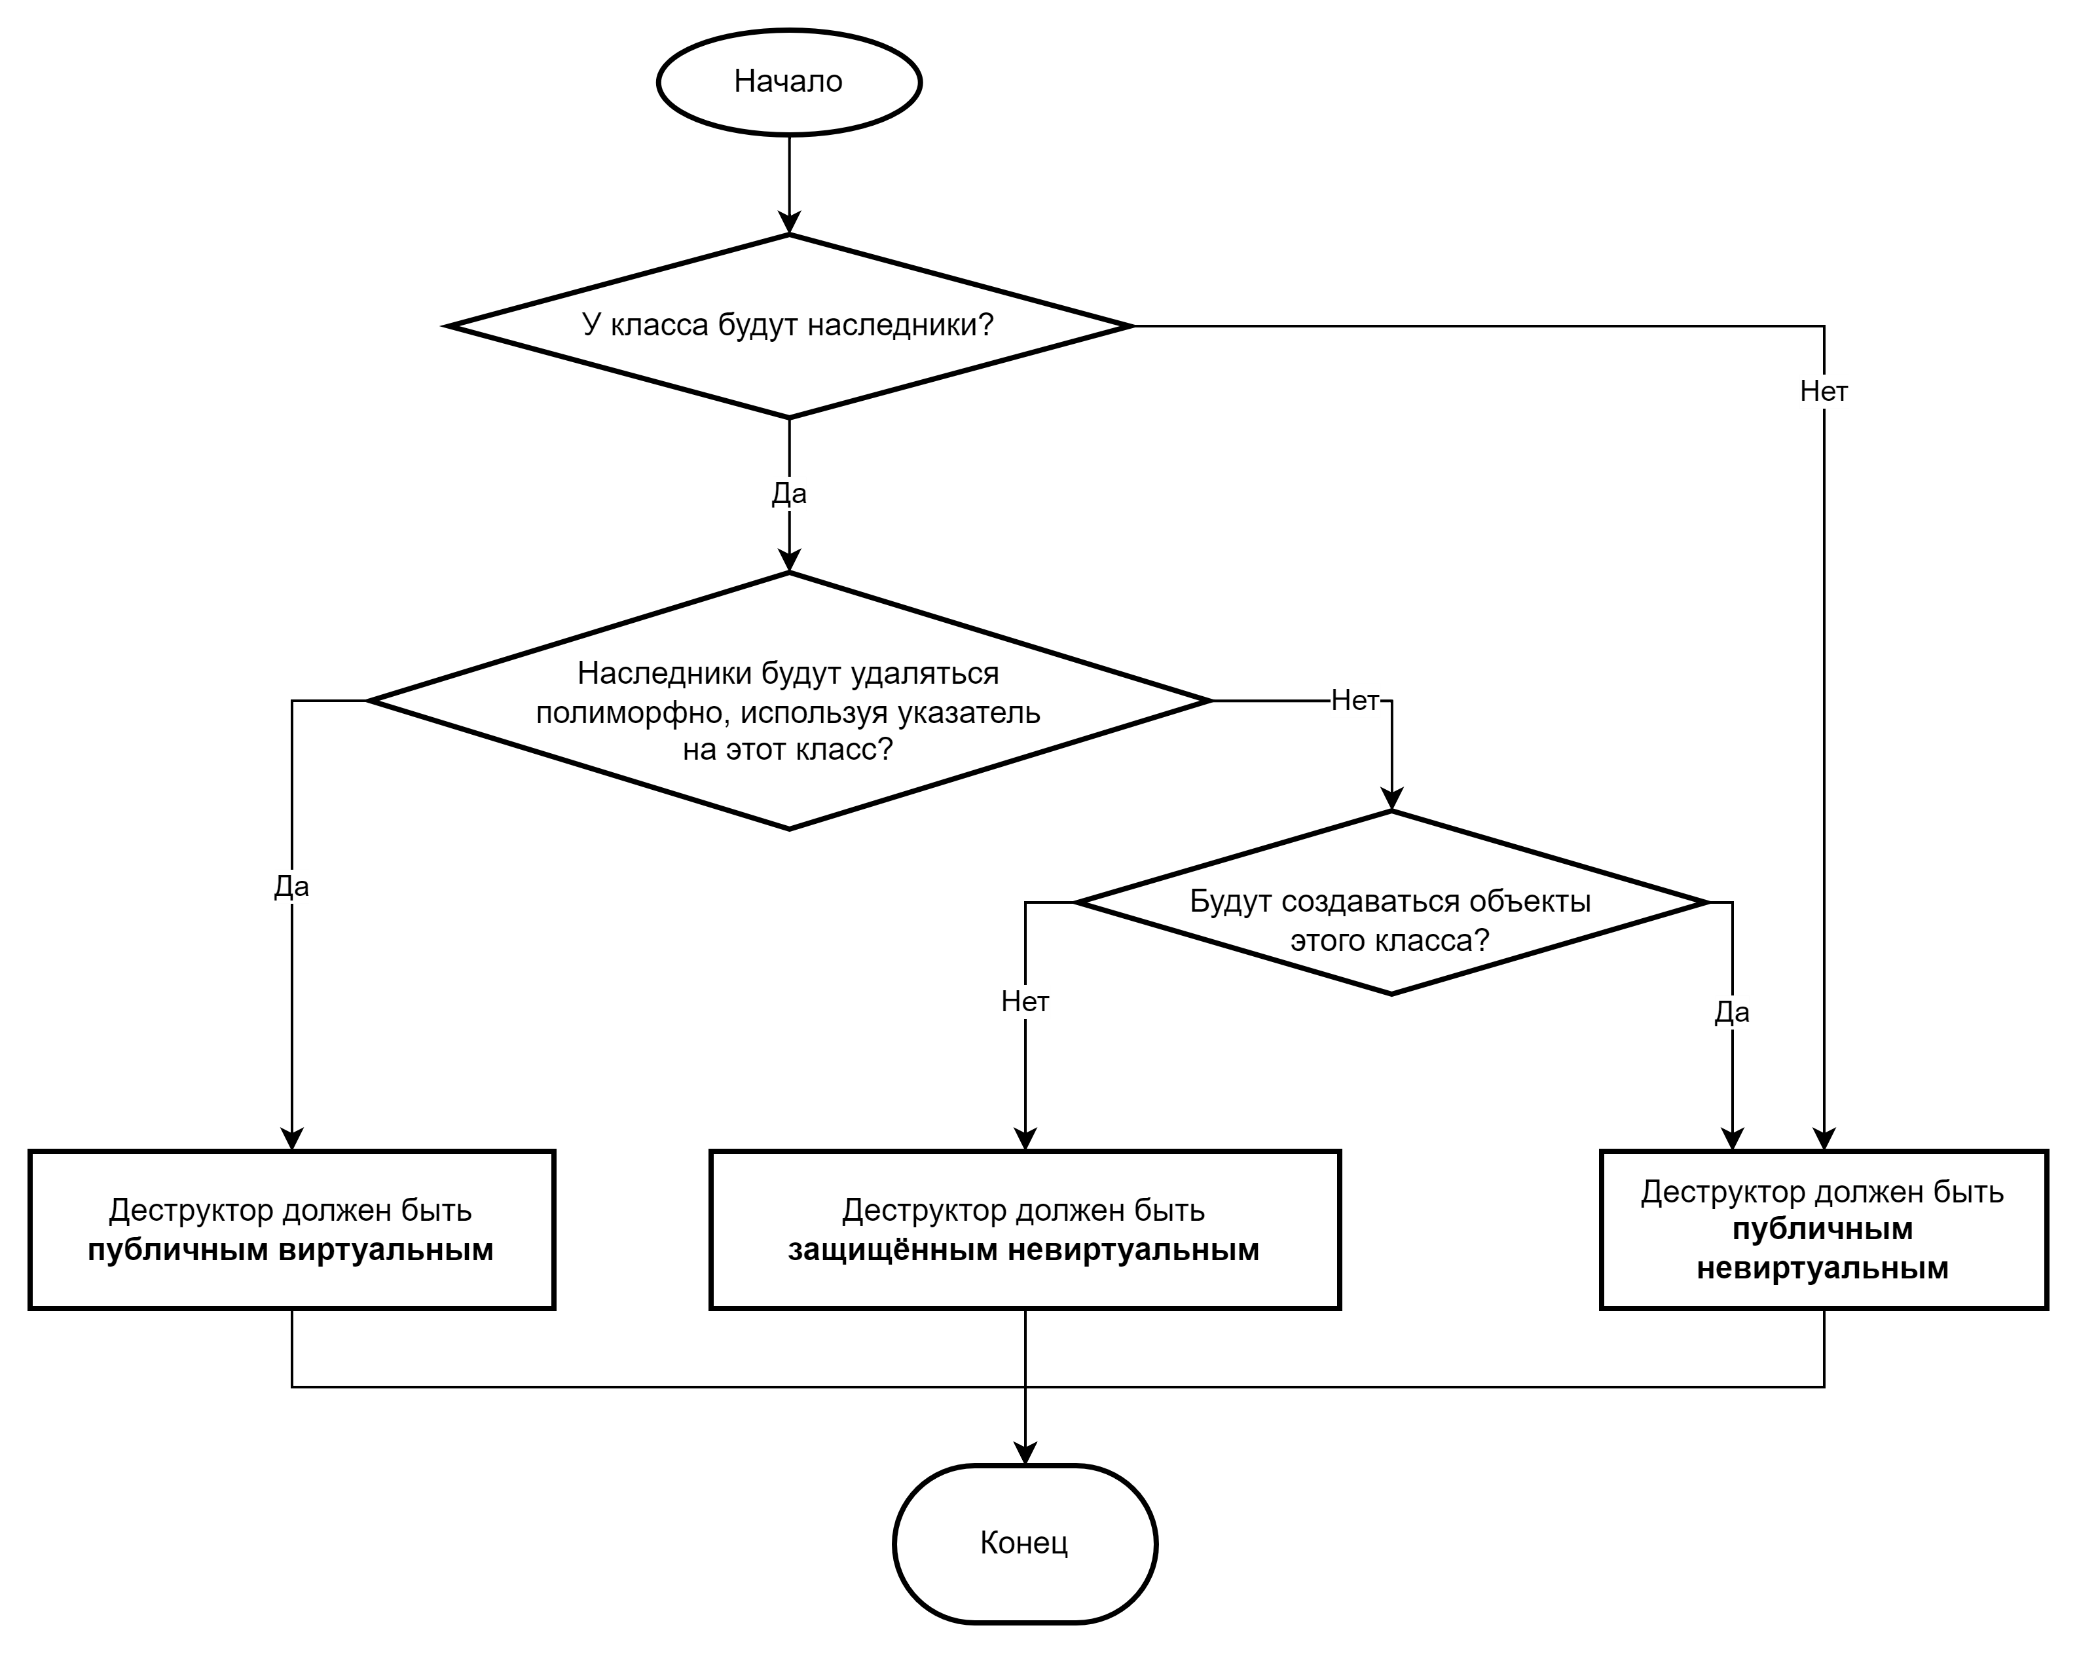 Начало
У класса будут наследники?
Нет
Да
Наследники будут удаляться
полиморфно, используя указатель
на этот класс?
Нет
Да
Будут создаваться объекты
этого класса?
Нет
Да
Деструктор должен быть
публичным виртуальным
Деструктор должен быть
защищённым невиртуальным
Деструктор должен быть
публичным
невиртуальным
Конец